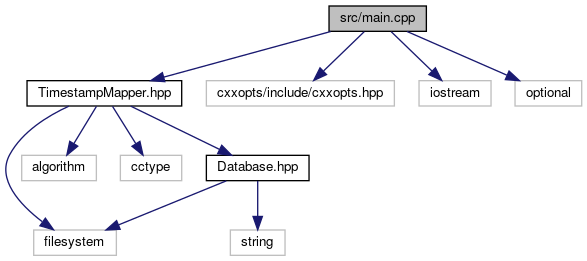 src/main.cpp
TimestampMapper.hpp
cxxopts/include/cxxopts.hpp
iostream
optional
algorithm
cctype
Database.hpp
filesystem
string